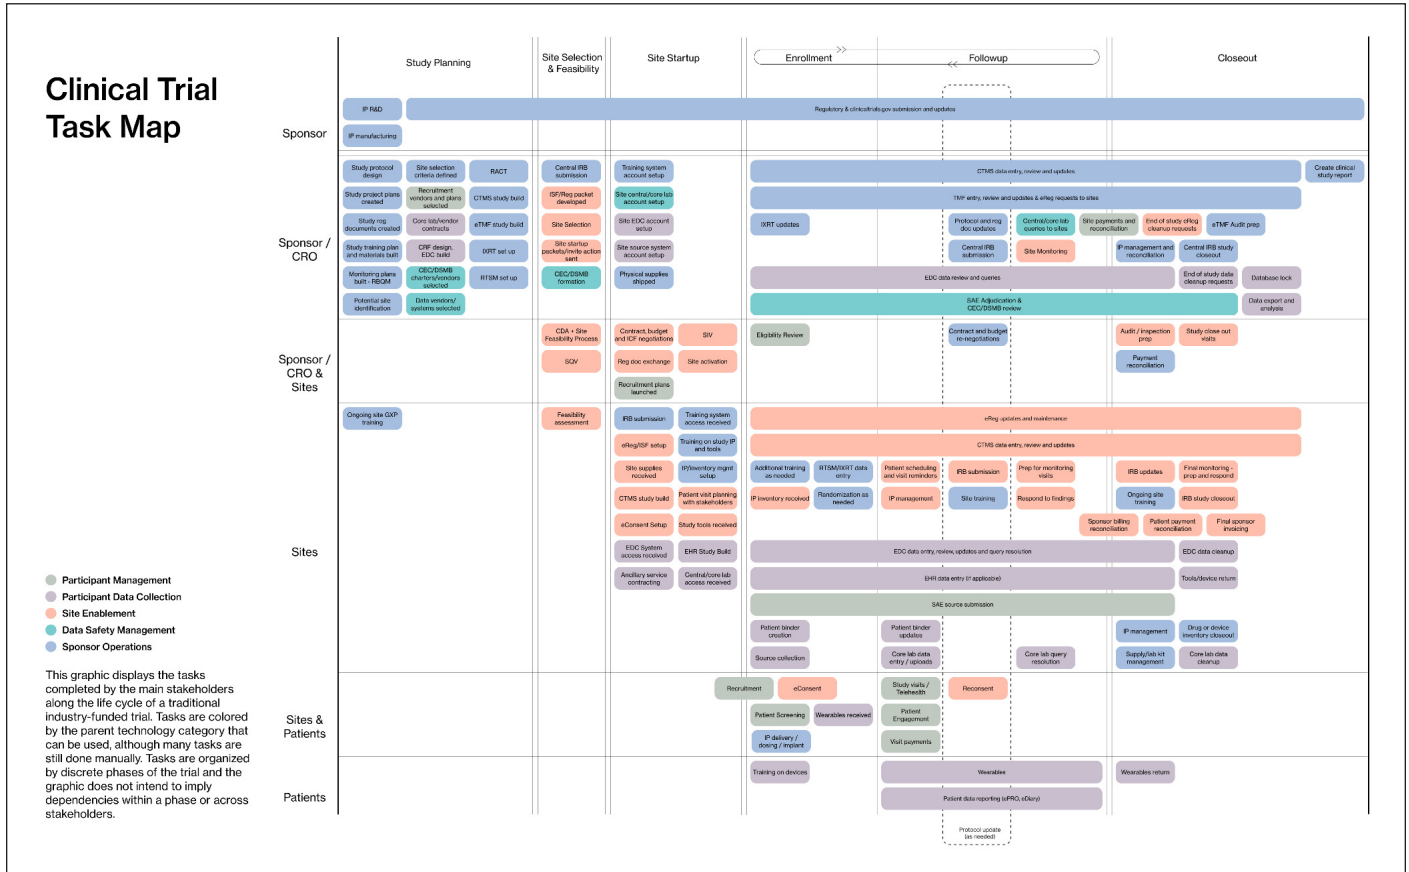 Clinical Trial
Task Map
Study Planning
Site Selection
& Feasibility
Site Startup
Enrollment
>>
Followup
<<
Closeout
Sponsor
IP R&D
Regulatory & clinicaltrials.gov submission and updates
IP manufacturing
Sponsor /
CRO
Study protocol
design
Site selection
criteria defined
RACT
Central IRB
submission
Training system
account setup
CTMS data entry, review and updates
Create clinical
study report
Study project plans
created
Recruitment
vendors and plans
selected
CTMS study build
ISF/Reg packet
developed
Site central/core lab
account setup
TMF entry, review and updates & eReg requests to sites
Study reg
documents created
Core lab/vendor
contracts
eTMF study build
Site Selection
Site EDC account
setup
IXRT updates
Protocol and reg
doc updates
Central/core lab
queries to sites
Site payments and
reconciliation
End of study eReg
cleanup requests
eTMF Audit prep
Study training plan
and materials built
CRF design,
EDC build
IXRT set up
Site startup
packets/invite action
sent
Site source system
account setup
Central IRB
submission
Site Monitoring
IP management and
reconciliation
Central IRB study
closeout
Monitoring plans
built - RBQM
CEC/DSMB
charters/vendors
selected
RTSM set up
CEC/DSMB
formation
Physical supplies
shipped
EDC data review and queries
End of study data
cleanup requests
Database lock
Potential site
identification
Data vendors/
systems selected
SAE Adjudication &
CEC/DSMB review
Data export and
analysis
Sponsor /
CRO &
Sites
CDA + Site
Feasibility Process
Contract, budget
and ICF negotiations
SIV
Eligibility Review
Contract and budget
re-negotiations
Audit / inspection
prep
Study close out
visits
SQV
Reg doc exchange
Site activation
Payment
reconciliation
Recruitment plans
launched
Sites
Ongoing site GXP
training
Feasibility
assessment
IRB submission
Training system
access received
eReg updates and maintenance
eReg/ISF setup
Training on study IP
and tools
CTMS data entry, review and updates
Site supplies
received
IP/inventory mgmt
setup
Additional training
as needed
RTSM/IXRT data
entry
Patient scheduling
and visit reminders
IRB submission
Prep for monitoring
visits
IRB updates
Final monitoring -
prep and respond
CTMS study build
Patient visit planning
with stakeholders
IP inventory received
Randomization as
needed
IP management
Site training
Respond to findings
Ongoing site
training
IRB study closeout
eConsent Setup
Study tools received
Sponsor billing
reconciliation
Patient payment
reconciliation
Final sponsor
invoicing
EDC System
access received
EHR Study Build
EDC data entry, review, updates and query resolution
EDC data cleanup
Ancillary service
contracting
Central/core lab
access received
EHR data entry (if applicable)
Tools/device return
SAE source submission
Patient binder
creation
Patient binder
updates
IP management
Drug or device
inventory closeout
Source collection
Core lab data
entry / uploads
Core lab query
resolution
Supply/lab kit
management
Core lab data
cleanup
Sites &
Patients
Recruitment
eConsent
Study visits /
Telehealth
Reconsent
Patient Screening
Wearables received
Patient
Engagement
IP delivery /
dosing / implant
Visit payments
Patients
Training on devices
Wearables
Wearables return
Patient data reporting (ePRO, eDiary)
Protocol update
(as needed)
Participant Management
Participant Data Collection
Site Enablement
Data Safety Management
Sponsor Operations
This graphic displays the tasks
completed by the main stakeholders
along the life cycle of a traditional
industry-funded trial. Tasks are colored
by the parent technology category that
can be used, although many tasks are
still done manually. Tasks are organized
by discrete phases of the trial and the
graphic does not intend to imply
dependencies within a phase or across
stakeholders.